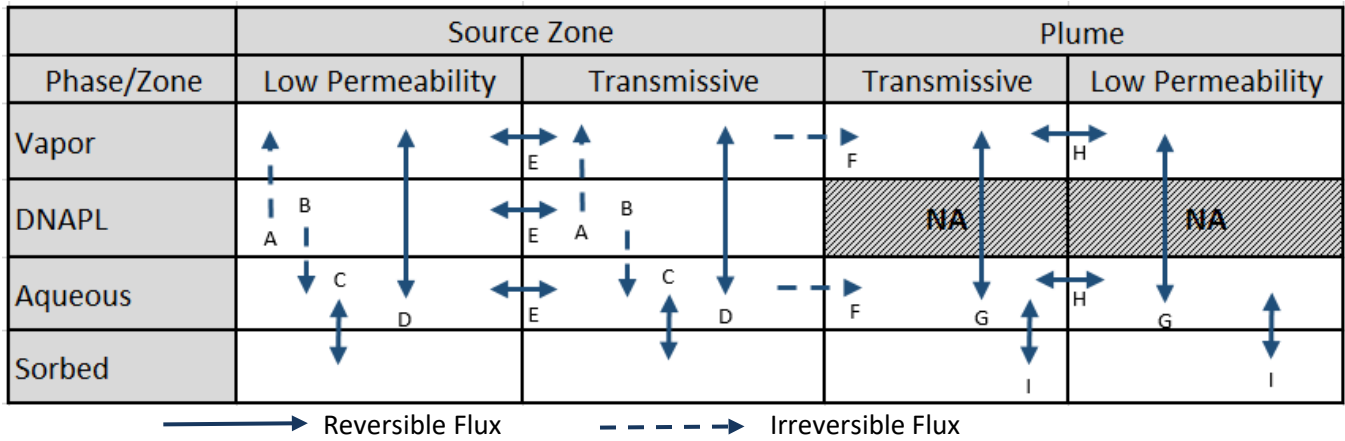 Source Zone Plume
Phase/Zone Low Permeability Transmissive Transmissive Low Permeability
Vapor E F H
DNAPL A B E A B NA NA
Aqueous C D E C D F G H G
Sorbed I I
Reversible Flux Irreversible Flux